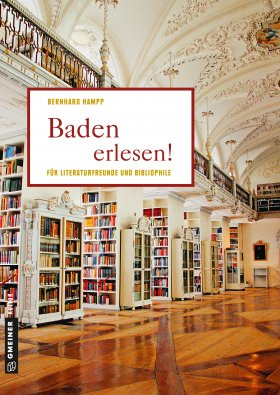 BERNHARD HAMPP
Baden
erlesen!
FÜR LITERATURFREUNDE UND BIBLIOPHILE
GMEINER